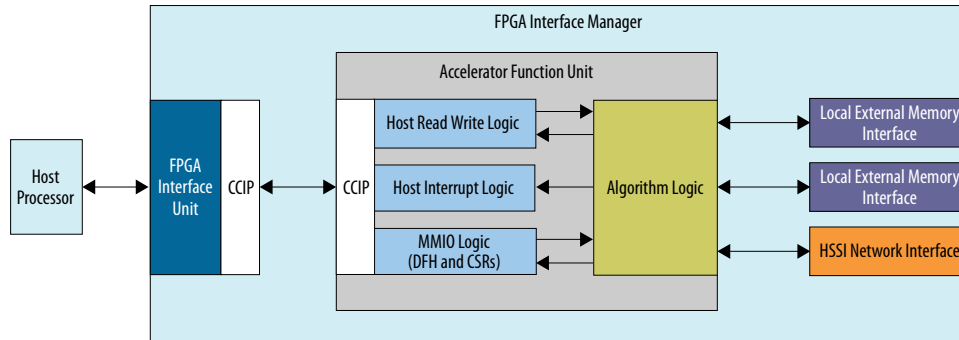 FPGA Interface Manager
Accelerator Function Unit
Host
Processor
FPGA
Interface
Unit
CCIP
CCIP
Host Read Write Logic
Host Interrupt Logic
MMIO Logic
(DFH and CSRs)
Algorithm Logic
Local External Memory
Interface
Local External Memory
Interface
HSSI Network Interface